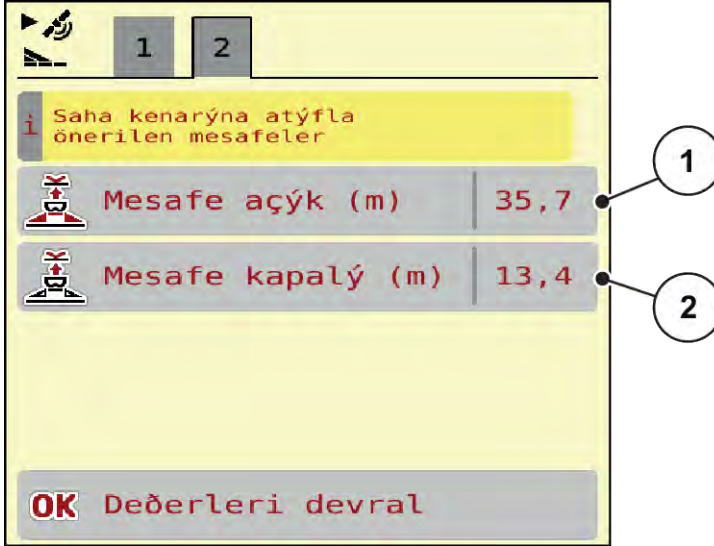 1 2
i Saha kenarýna atýfla
önerilen mesafeler
Mesafe açýk (m) 35,7
1
Mesafe kapalý (m) 13,4
2
OK Deðerleri devral